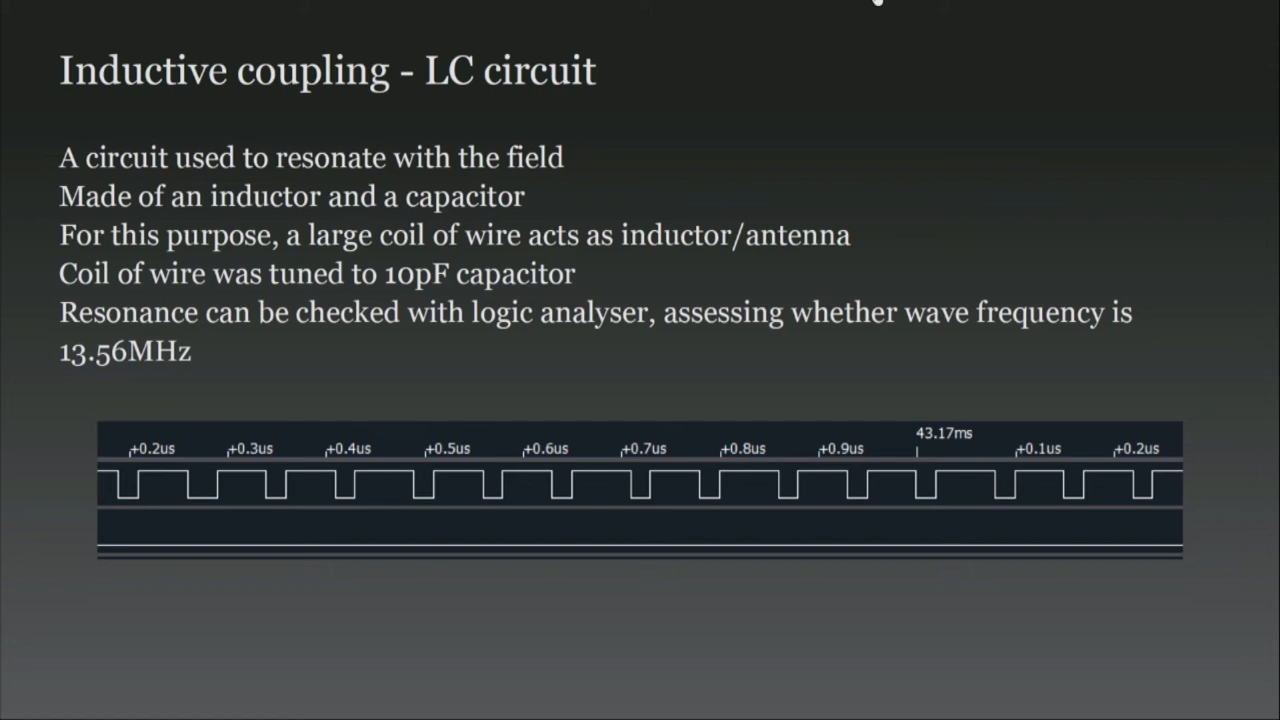 Inductive coupling - LC circuit
A circuit used to resonate with the field
Made of an inductor and a capacitor
For this purpose, a large coil of wire acts as inductor/antenna
Coil of wire was tuned to 10pF capacitor
Resonance can be checked with logic analyser, assessing whether wave frequency is
13.56MHz
43.17ms
+0.2us +0.3us +0.4us +0.5us +0.6us +0.7us +0.8us +0.9us +0.1us +0.2us